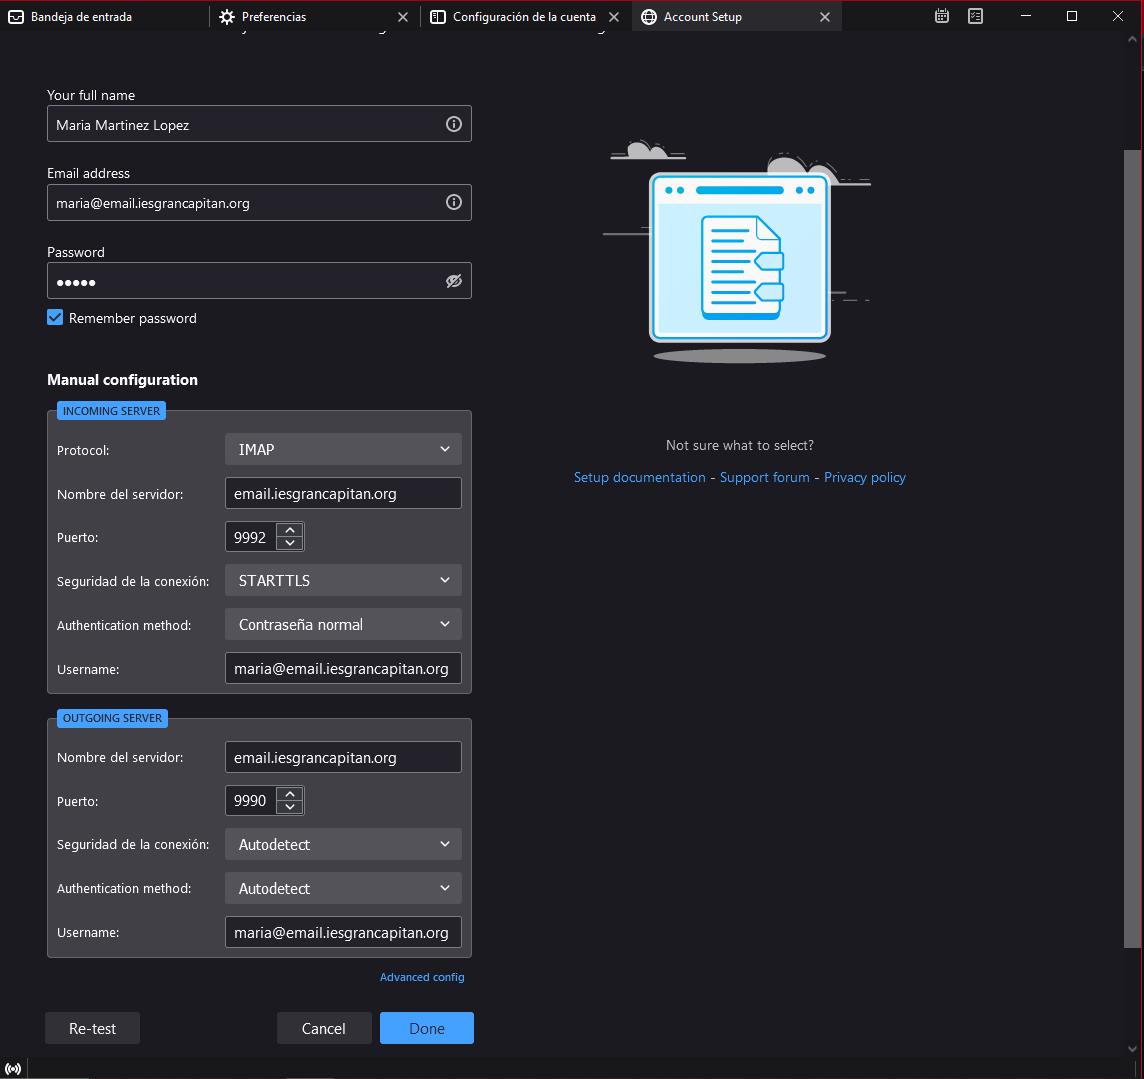 Bandeja de entrada
Preferencias
Configuración de la cuenta
Account Setup
Your full name
Maria Martinez Lopez
Email address
maria@email.iesgrancapitan.org
Password
●●●●●
Remember password
Manual configuration
INCOMING SERVER
Protocol:
IMAP
Nombre del servidor:
email.iesgrancapitan.org
Puerto:
9992
Seguridad de la conexión:
STARTTLS
Authentication method:
Contraseña normal
Username:
maria@email.iesgrancapitan.org
OUTGOING SERVER
Nombre del servidor:
email.iesgrancapitan.org
Puerto:
9990
Seguridad de la conexión:
Autodetect
Authentication method:
Autodetect
Username:
maria@email.iesgrancapitan.org
Advanced config
Re-test
Cancel
Done
Not sure what to select?
Setup documentation - Support forum - Privacy policy